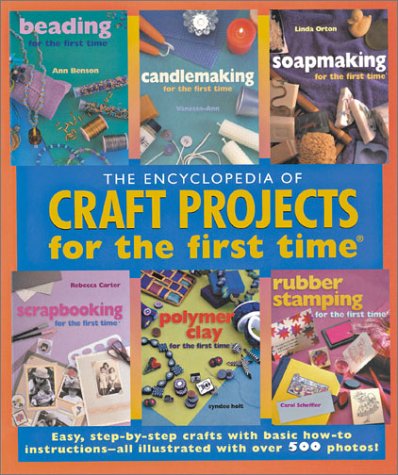 beading
for the first time
Ann Benson
candlemaking
for the first time
Vanessa-Ann
Linda Orton
soapmaking
for the first time
THE ENCYCLOPEDIA OF
CRAFT PROJECTS
for the first time®
Rebecca Carter
scrapbooking
for the first time
polymer
clay
for the first time
syndee holt
rubber
stamping
for the first time
Carol Scheffler
Easy, step-by-step crafts with basic how-to
instructions—all illustrated with over 500 photos!